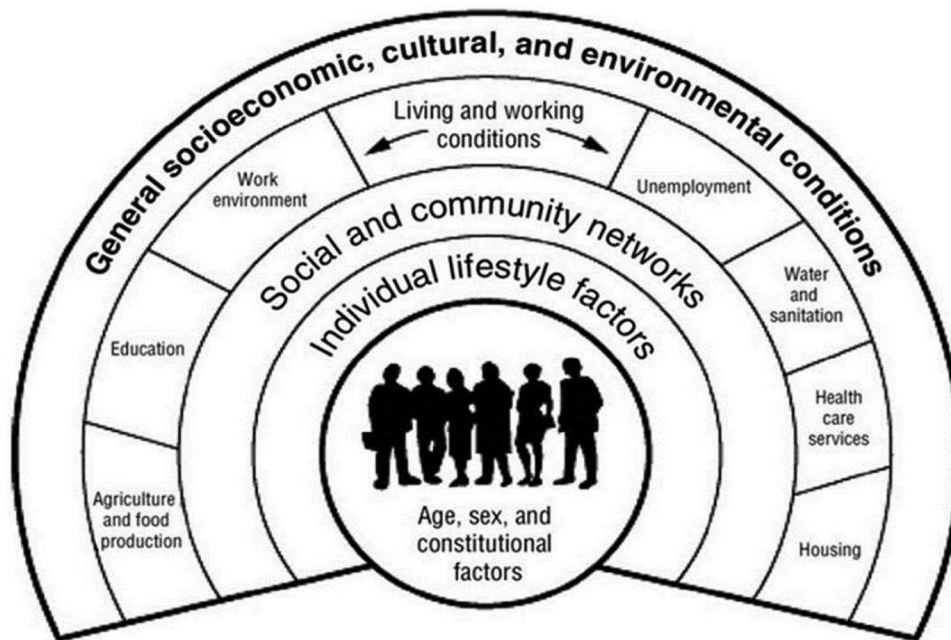 General socioeconomic, cultural, and environmental conditions
Living and working
conditions
Work
environment
Unemployment
Education
Water
and
sanitation
Agriculture
and food
production
Health
care
services
Housing
Social and community networks
Individual lifestyle factors
Age, sex, and
constitutional
factors